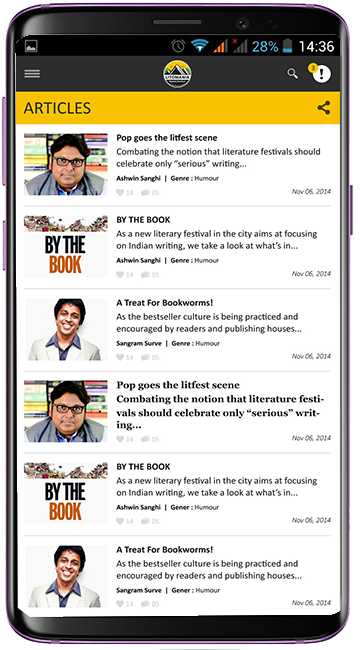 28% 14:36
LITOMANIA
ARTICLES
Pop goes the litfest scene
Combating the notion that literature festivals should
celebrate only “serious” writing...
Ashwin Sanghi | Genre : Humour
14 05
Nov 06, 2014
BY THE BOOK
BY THE
BOOK
As a new literary festival in the city aims at focusing
on Indian writing, we take a look at what’s in...
Ashwin Sanghi | Gener : Humour
14 05
Nov 06, 2014
A Treat For Bookworms!
As the bestseller culture is being practiced and
encouraged by readers and publishing houses...
Sangram Surve | Genre : Humour
14 05
Nov 06, 2014
Pop goes the litfest scene
Combating the notion that literature festi-
vals should celebrate only “serious” writ-
ing...
14 05
Nov 06, 2014
BY THE BOOK
BY THE
BOOK
As a new literary festival in the city aims at focusing
on Indian writing, we take a look at what’s in...
Ashwin Sanghi | Gener : Humour
14 05
Nov 06, 2014
A Treat For Bookworms!
As the bestseller culture is being practiced and
encouraged by readers and publishing houses...
Sangram Surve | Gener : Humour
14 05
Nov 06, 2014